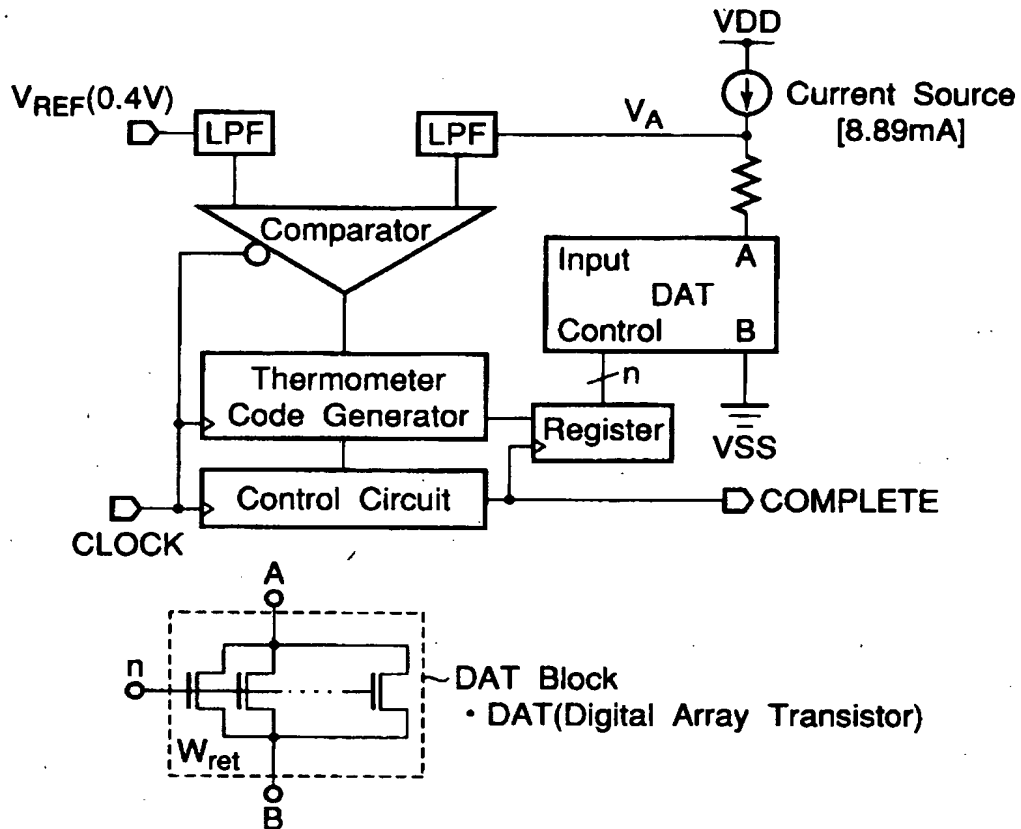 VDD
VREF(0.4V)
Current Source
[8.89mA]
LPF
LPF
VA
Comparator
Input
A
DAT
Control
B
n
Thermometer
Code Generator
Register
VSS
Control Circuit
COMPLETE
CLOCK
A
n
DAT Block
• DAT(Digital Array Transistor)
Wret
B